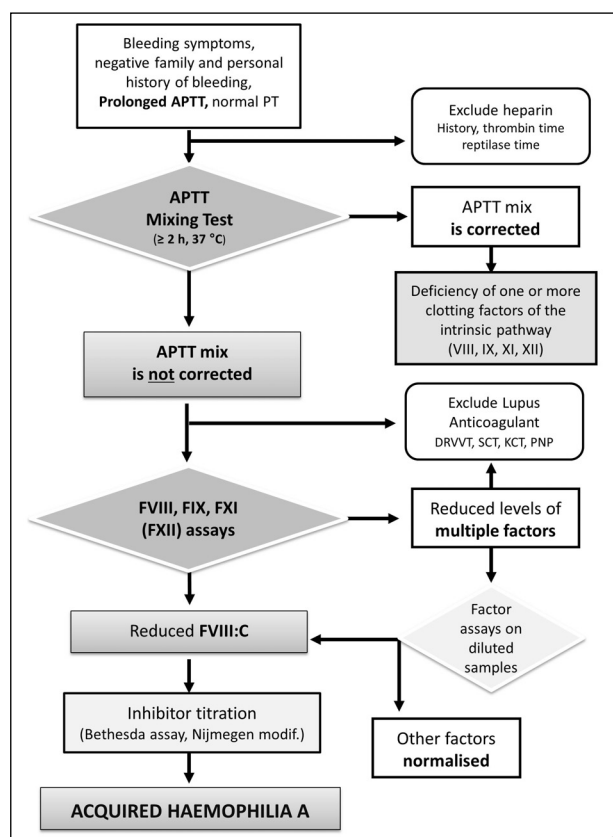 Bleeding symptoms,
negative family and personal
history of bleeding,
Prolonged APTT, normal PT
Exclude heparin
History, thrombin time
reptilase time
APTT
Mixing Test
(≥ 2 h, 37 °C)
APTT mix
is corrected
Deficiency of one or more
clotting factors of the
intrinsic pathway
(VIII, IX, XI, XII)
APTT mix
is not corrected
Exclude Lupus
Anticoagulant
DRVVT, SCT, KCT, PNP
FVIII, FIX, FXI
(FXII) assays
Reduced levels of
multiple factors
Factor
assays on
diluted
samples
Reduced FVIII:C
Other factors
normalised
Inhibitor titration
(Bethesda assay, Nijmegen modif.)
ACQUIRED HAEMOPHILIA A